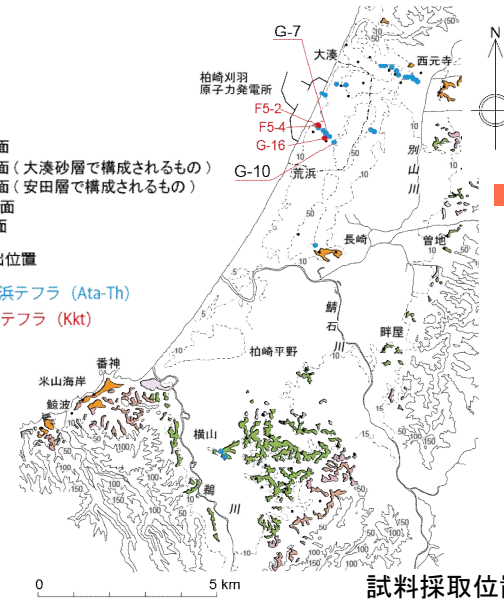 G-7
大湊
西元寺
N
柏崎刈羽
原子力発電所
F5-2
F5-4
G-16
G-10
荒浜
別山川
面
面(大湊砂層で構成されるもの)
面(安田層で構成されるもの)
面
面
位置
浜テフラ (Ata-Th)
テフラ (Kkt)
長崎
曽地
鯖石川
柏崎平野
畔屋
番神
米山海岸
鯨波
横山
鵜川
0 5 km
試料採取位